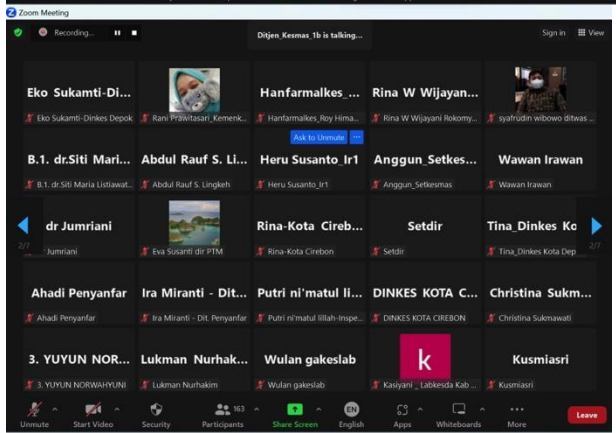 Zoom Meeting
Recording...
Ditjen_Kesmas_1b is talking...
Sign in
View
Eko Sukamti-Di...
Hanfarmalkes_...
Rina W Wijayan...
Eko Sukamti-Dinkes Depok
Rani Prawitasari_Kemenk...
Hanfarmalkes_Roy Hima...
Rina W Wijayani Rokomy...
syafrudin wibowo ditwas ...
Ask to Unmute ...
B.1. dr.Siti Mari...
Abdul Rauf S. Li...
Heru Susanto_Ir1
Anggun_Setkes...
Wawan Irawan
B.1. dr.Siti Maria Listiawat...
Abdul Rauf S. Lingkeh
Heru Susanto_Ir1
Anggun_Setkesmas
Wawan Irawan
dr Jumriani
Rina-Kota Cireb...
Setdir
Tina_Dinkes Ko
2/7
Jumriani
Eva Susanti dir PTM
Rina-Kota Cirebon
Setdir
Tina_Dinkes Kota Dep
2/7
Ahadi Penyanfar
Ira Miranti - Dit...
Putri ni'matul li...
DINKES KOTA C...
Christina Sukm...
Ahadi Penyanfar
Ira Miranti - Dit. Penyanfar
Putri ni'matul lillah-Inspe...
DINKES KOTA CIREBON
Christina Sukmawati
3. YUYUN NOR...
Lukman Nurhak...
Wulan gakeslab
k
Kusmiasri
3. YUYUN NORWAHYUNI
Lukman Nurhakim
Wulan gakeslab
Kasiyani _ Labkesda Kab ...
Kusmiasri
163
EN
Unmute
Start Video
Security
Participants
Share Screen
English
Apps
Whiteboards
More
Leave